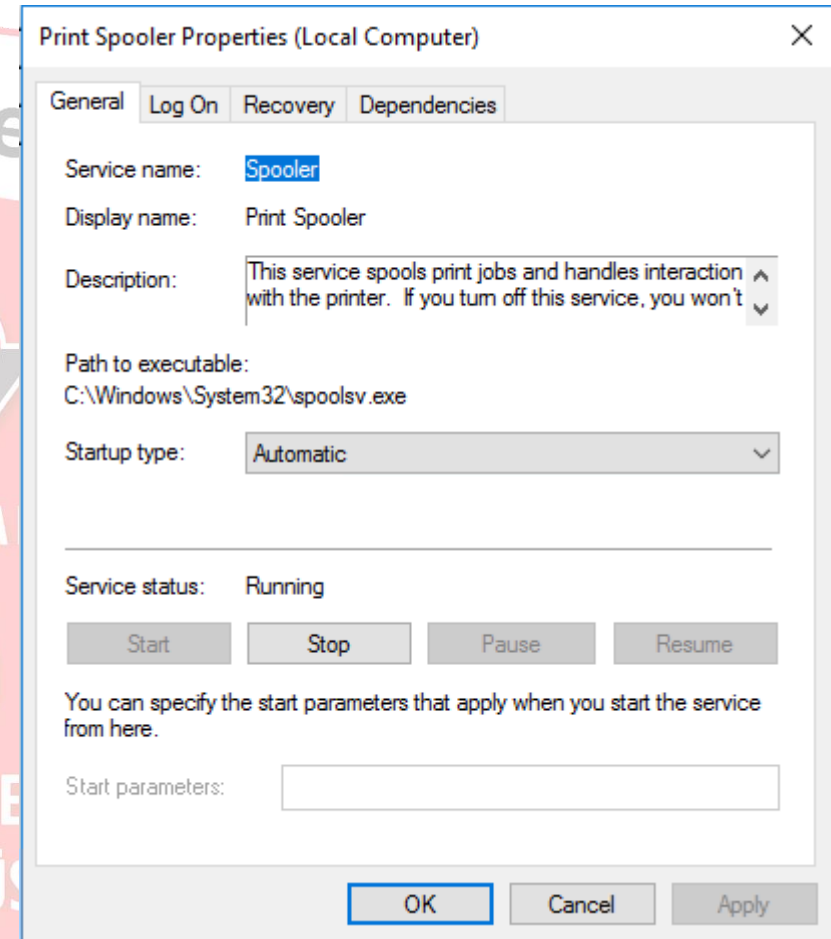 Print Spooler Properties (Local Computer)
General Log On Recovery Dependencies
Service name: Spooler
Display name: Print Spooler
Description: This service spools print jobs and handles interaction
with the printer. If you turn off this service, you won't
Path to executable:
C:\Windows\System32\spoolsv.exe
Startup type: Automatic
Service status: Running
Start Stop Pause Resume
You can specify the start parameters that apply when you start the service
from here.
Start parameters:
OK Cancel Apply